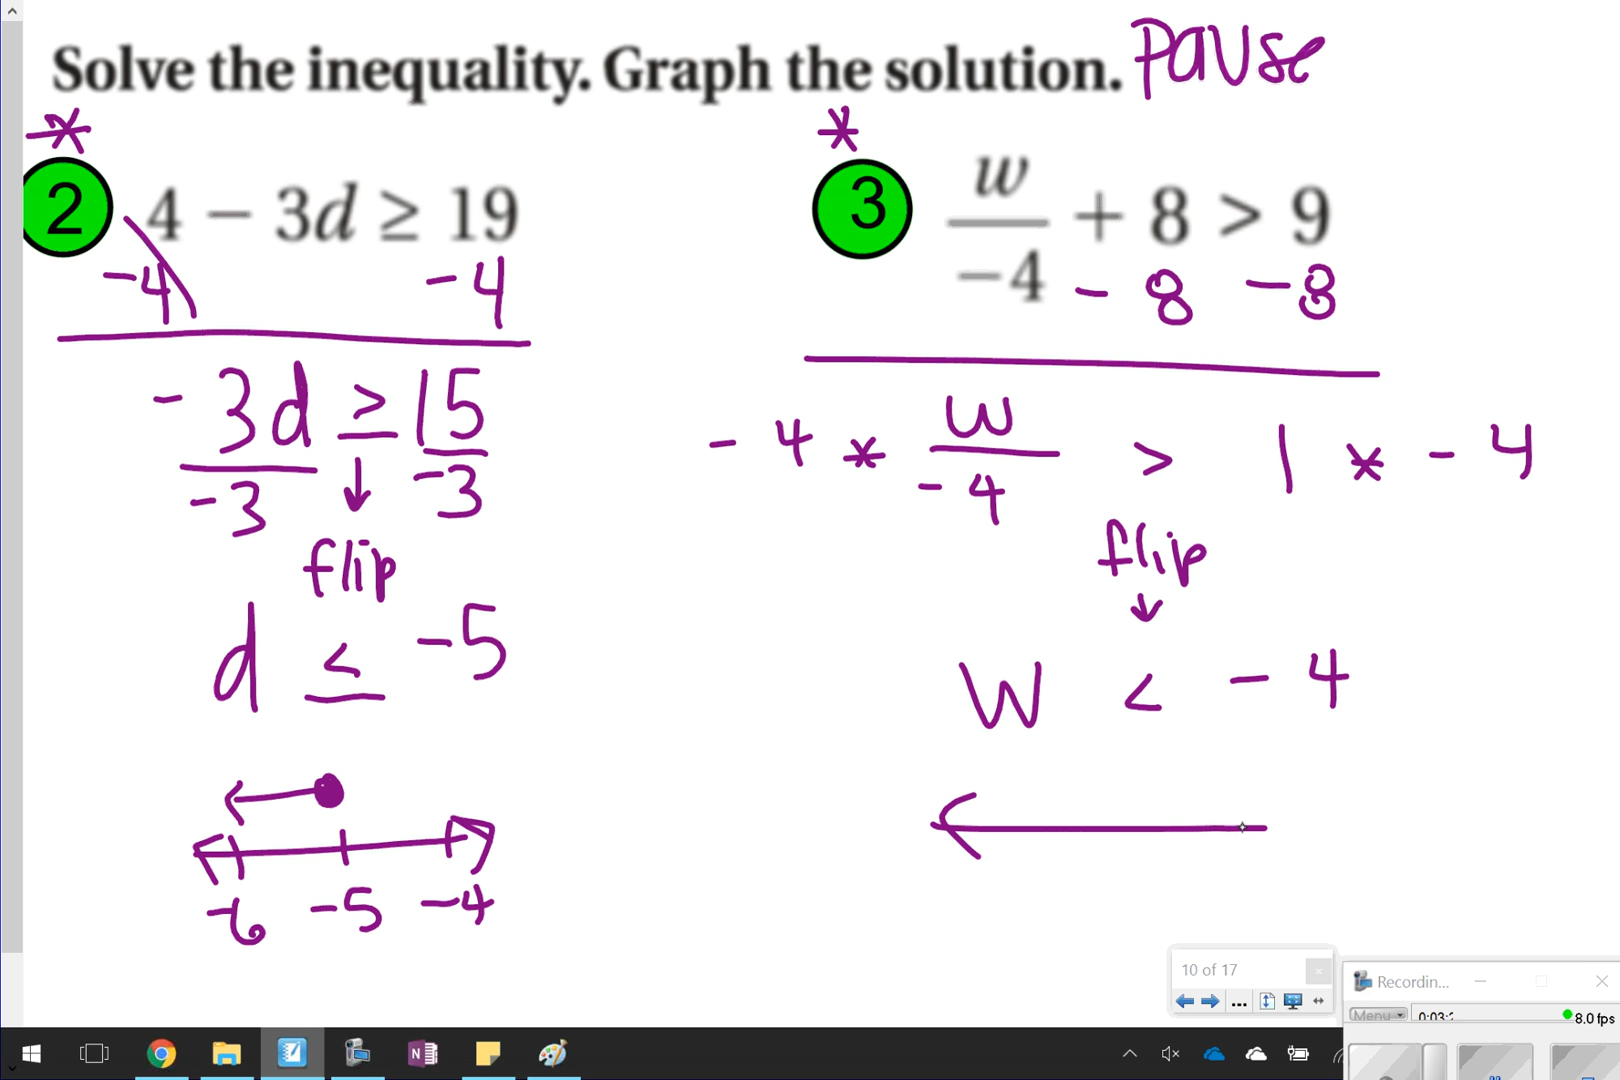 Solve the inequality. Graph the solution. Pause
*
2 4 − 3d ≥ 19
-4 -4
-3d ≥ 15
-3 -3
flip
d ≤ -5
-6 -5 -4
*
3 w/-4 + 8 > 9
- 8 - 8
-4 * w/-4 > 1 * -4
flip
w < -4
10 of 17
Recordin...
Menu
8.0 fps